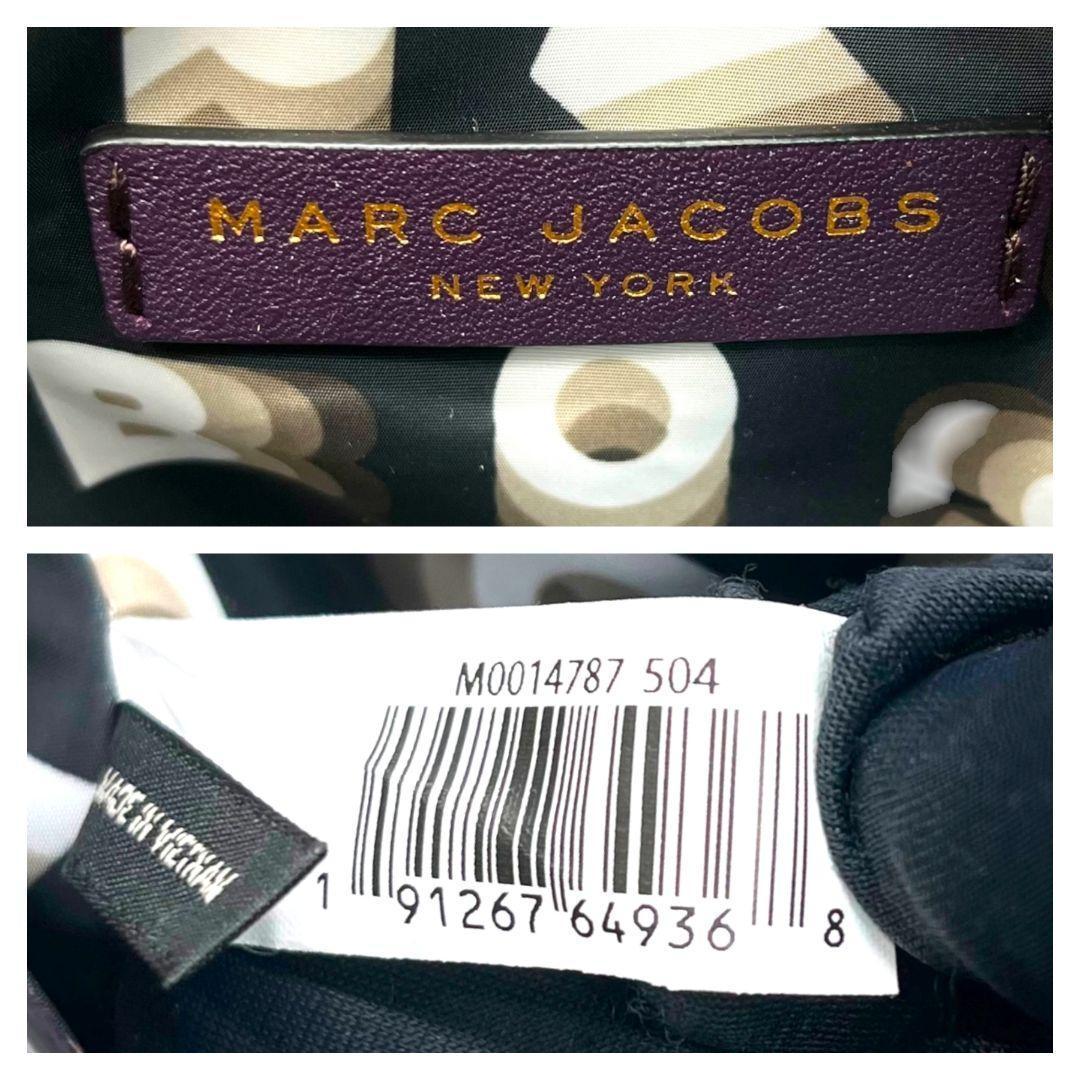 MARC JACOBS
NEW YORK
M0014787 504
MADE IN VIETNAM
1 91267 64936 8